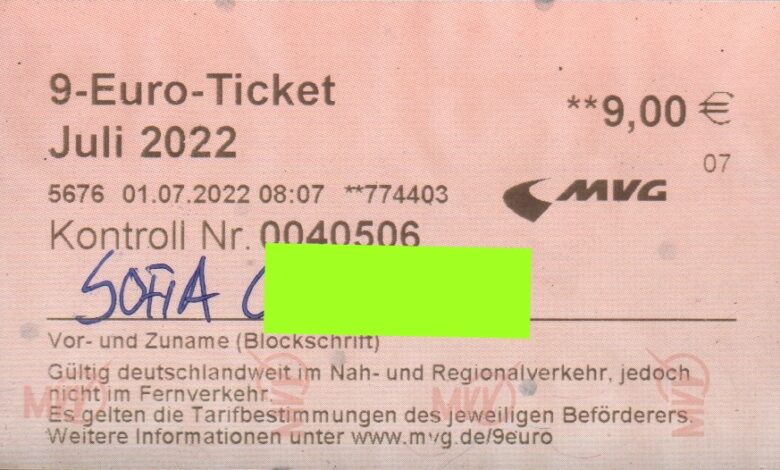 9-Euro-Ticket
**9,00 €
Juli 2022
07
5676 01.07.2022 08:07 **774403
MVG
Kontroll Nr. 0040506
SOFIA C
Vor- und Zuname (Blockschrift)
Gültig deutschlandweit im Nah- und Regionalverkehr, jedoch
nicht im Fernverkehr.
Es gelten die Tarifbestimmungen des jeweiligen Beförderers.
Weitere Informationen unter www.mvg.de/9euro